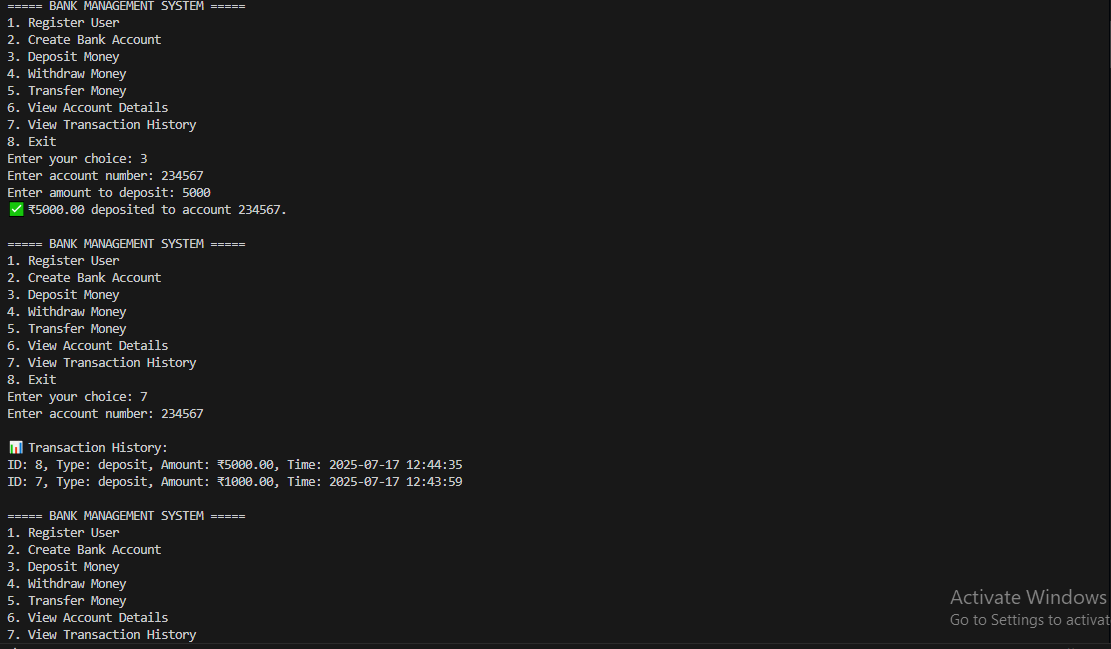 ===== BANK MANAGEMENT SYSTEM =====
1. Register User
2. Create Bank Account
3. Deposit Money
4. Withdraw Money
5. Transfer Money
6. View Account Details
7. View Transaction History
8. Exit
Enter your choice: 3
Enter account number: 234567
Enter amount to deposit: 5000
✅ ₹5000.00 deposited to account 234567.

===== BANK MANAGEMENT SYSTEM =====
1. Register User
2. Create Bank Account
3. Deposit Money
4. Withdraw Money
5. Transfer Money
6. View Account Details
7. View Transaction History
8. Exit
Enter your choice: 7
Enter account number: 234567

📊 Transaction History:
ID: 8, Type: deposit, Amount: ₹5000.00, Time: 2025-07-17 12:44:35
ID: 7, Type: deposit, Amount: ₹1000.00, Time: 2025-07-17 12:43:59

===== BANK MANAGEMENT SYSTEM =====
1. Register User
2. Create Bank Account
3. Deposit Money
4. Withdraw Money
5. Transfer Money
6. View Account Details
7. View Transaction History
Activate Windows
Go to Settings to activat